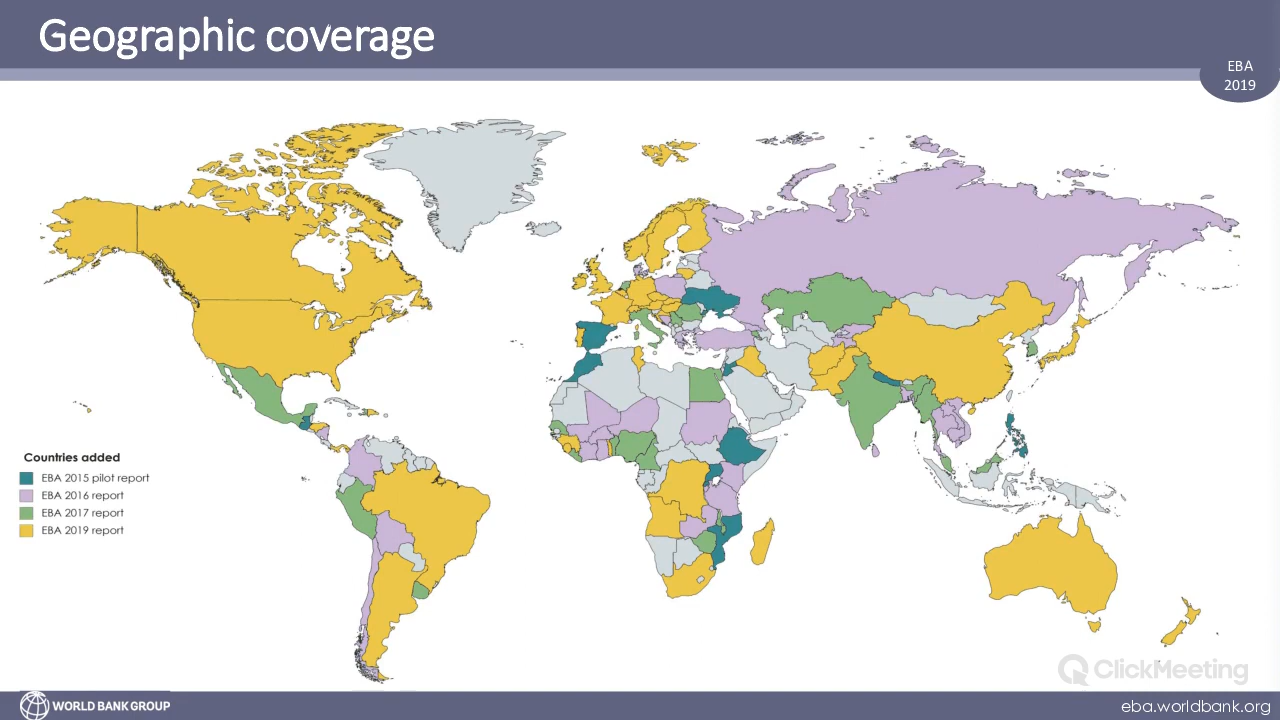 Geographic coverage
EBA
2019
Countries added
EBA 2015 pilot report
EBA 2016 report
EBA 2017 report
EBA 2019 report
ClickMeeting
WORLD BANK GROUP
eba.worldbank.org